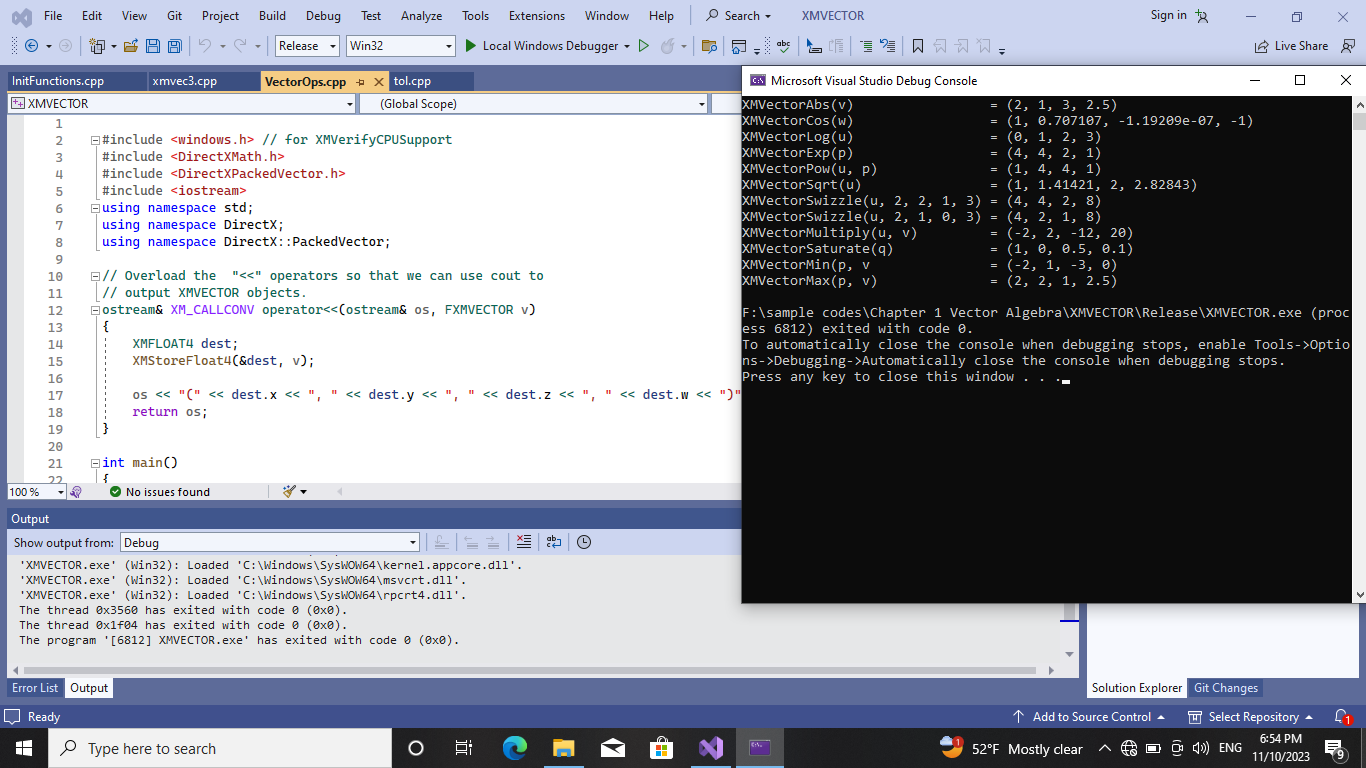 File Edit View Git Project Build Debug Test Analyze Tools Extensions Window Help Search XMVECTOR Sign in
Release Win32 Local Windows Debugger Live Share
InitFunctions.cpp xmvec3.cpp VectorOps.cpp tol.cpp
XMVECTOR (Global Scope)
1
2 #include <windows.h> // for XMVerifyCPUSupport
3 #include <DirectXMath.h>
4 #include <DirectXPackedVector.h>
5 #include <iostream>
6 using namespace std;
7 using namespace DirectX;
8 using namespace DirectX::PackedVector;
9
10 // Overload the  "<<" operators so that we can use cout to
11 // output XMVECTOR objects.
12 ostream& XM_CALLCONV operator<<(ostream& os, FXMVECTOR v)
13 {
14 XMFLOAT4 dest;
15 XMStoreFloat4(&dest, v);
16
17 os << "(" << dest.x << ", " << dest.y << ", " << dest.z << ", " << dest.w << ")"
18 return os;
19 }
20
21 int main()
22 {
100 % No issues found
Microsoft Visual Studio Debug Console
XMVectorAbs(v) = (2, 1, 3, 2.5)
XMVectorCos(w) = (1, 0.707107, -1.19209e-07, -1)
XMVectorLog(u) = (0, 1, 2, 3)
XMVectorExp(p) = (4, 4, 2, 1)
XMVectorPow(u, p) = (1, 4, 4, 1)
XMVectorSqrt(u) = (1, 1.41421, 2, 2.82843)
XMVectorSwizzle(u, 2, 2, 1, 3) = (4, 4, 2, 8)
XMVectorSwizzle(u, 2, 1, 0, 3) = (4, 2, 1, 8)
XMVectorMultiply(u, v) = (-2, 2, -12, 20)
XMVectorSaturate(q) = (1, 0, 0.5, 0.1)
XMVectorMin(p, v = (-2, 1, -3, 0)
XMVectorMax(p, v) = (2, 2, 1, 2.5)
F:\sample codes\Chapter 1 Vector Algebra\XMVECTOR\Release\XMVECTOR.exe (proc
ess 6812) exited with code 0.
To automatically close the console when debugging stops, enable Tools->Optio
ns->Debugging->Automatically close the console when debugging stops.
Press any key to close this window . . .
Output
Show output from: Debug
'XMVECTOR.exe' (Win32): Loaded 'C:\Windows\SysWOW64\kernel.appcore.dll'.
'XMVECTOR.exe' (Win32): Loaded 'C:\Windows\SysWOW64\msvcrt.dll'.
'XMVECTOR.exe' (Win32): Loaded 'C:\Windows\SysWOW64\rpcrt4.dll'.
The thread 0x3560 has exited with code 0 (0x0).
The thread 0x1f04 has exited with code 0 (0x0).
The program '[6812] XMVECTOR.exe' has exited with code 0 (0x0).
Error List Output Solution Explorer Git Changes
Ready Add to Source Control Select Repository 1
Type here to search 1 52°F Mostly clear ENG 6:54 PM
11/10/2023 9